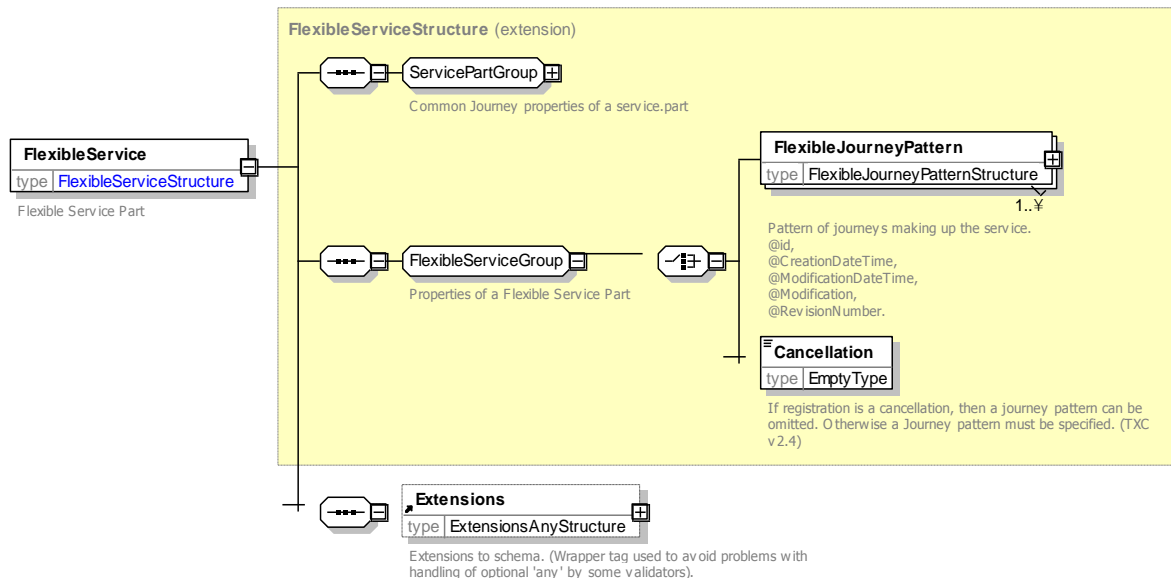 FlexibleServiceStructure (extension)
ServicePartGroup
Common Journey properties of a service.part
FlexibleService
type FlexibleServiceStructure
Flexible Service Part
FlexibleJourneyPattern
type FlexibleJourneyPatternStructure
1..¥
Pattern of journeys making up the service.
@id,
@CreationDateTime,
@ModificationDateTime,
@Modification,
@RevisionNumber.
FlexibleServiceGroup
Properties of a Flexible Service Part
Cancellation
type EmptyType
If registration is a cancellation, then a journey pattern can be
omitted. Otherwise a Journey pattern must be specified. (TXC
v2.4)
Extensions
type ExtensionsAnyStructure
Extensions to schema. (Wrapper tag used to avoid problems with
handling of optional 'any' by some validators).